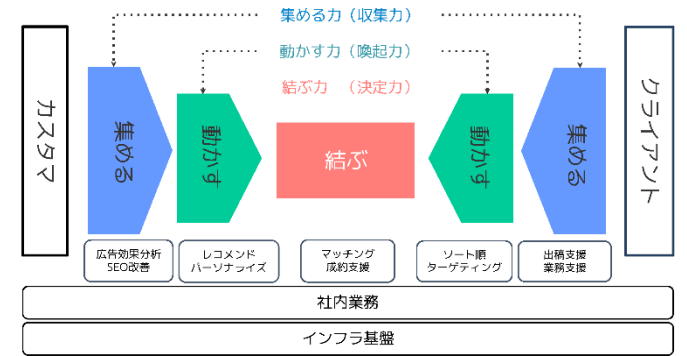 集める力（収集力）
動かす力（喚起力）
結ぶ力　（決定力）
カスタマ
集める
動かす
結ぶ
動かす
集める
クライアント
広告効果分析
SEO改善
レコメンド
パーソナライズ
マッチング
成約支援
ソート順
ターゲティング
出稿支援
業務支援
社内業務
インフラ基盤